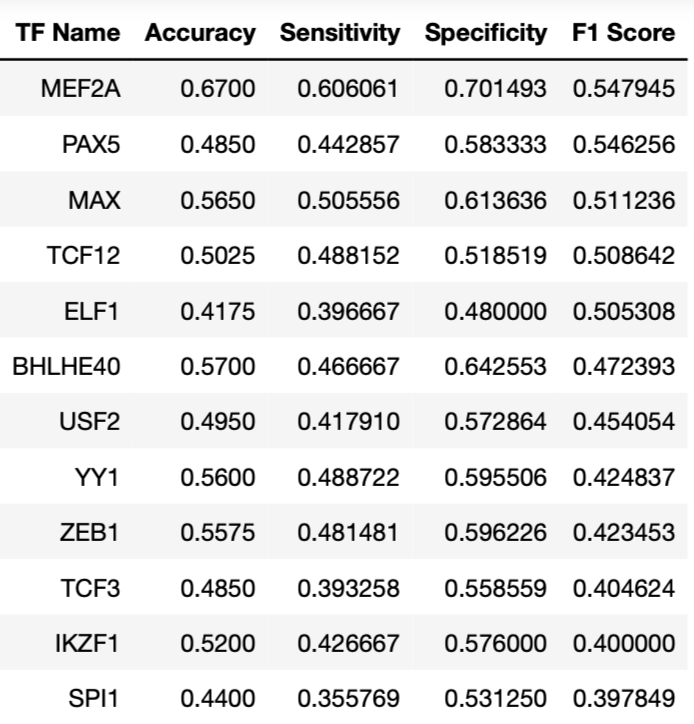 TF Name Accuracy Sensitivity Specificity F1 Score
MEF2A 0.6700 0.606061 0.701493 0.547945
PAX5 0.4850 0.442857 0.583333 0.546256
MAX 0.5650 0.505556 0.613636 0.511236
TCF12 0.5025 0.488152 0.518519 0.508642
ELF1 0.4175 0.396667 0.480000 0.505308
BHLHE40 0.5700 0.466667 0.642553 0.472393
USF2 0.4950 0.417910 0.572864 0.454054
YY1 0.5600 0.488722 0.595506 0.424837
ZEB1 0.5575 0.481481 0.596226 0.423453
TCF3 0.4850 0.393258 0.558559 0.404624
IKZF1 0.5200 0.426667 0.576000 0.400000
SPI1 0.4400 0.355769 0.531250 0.397849